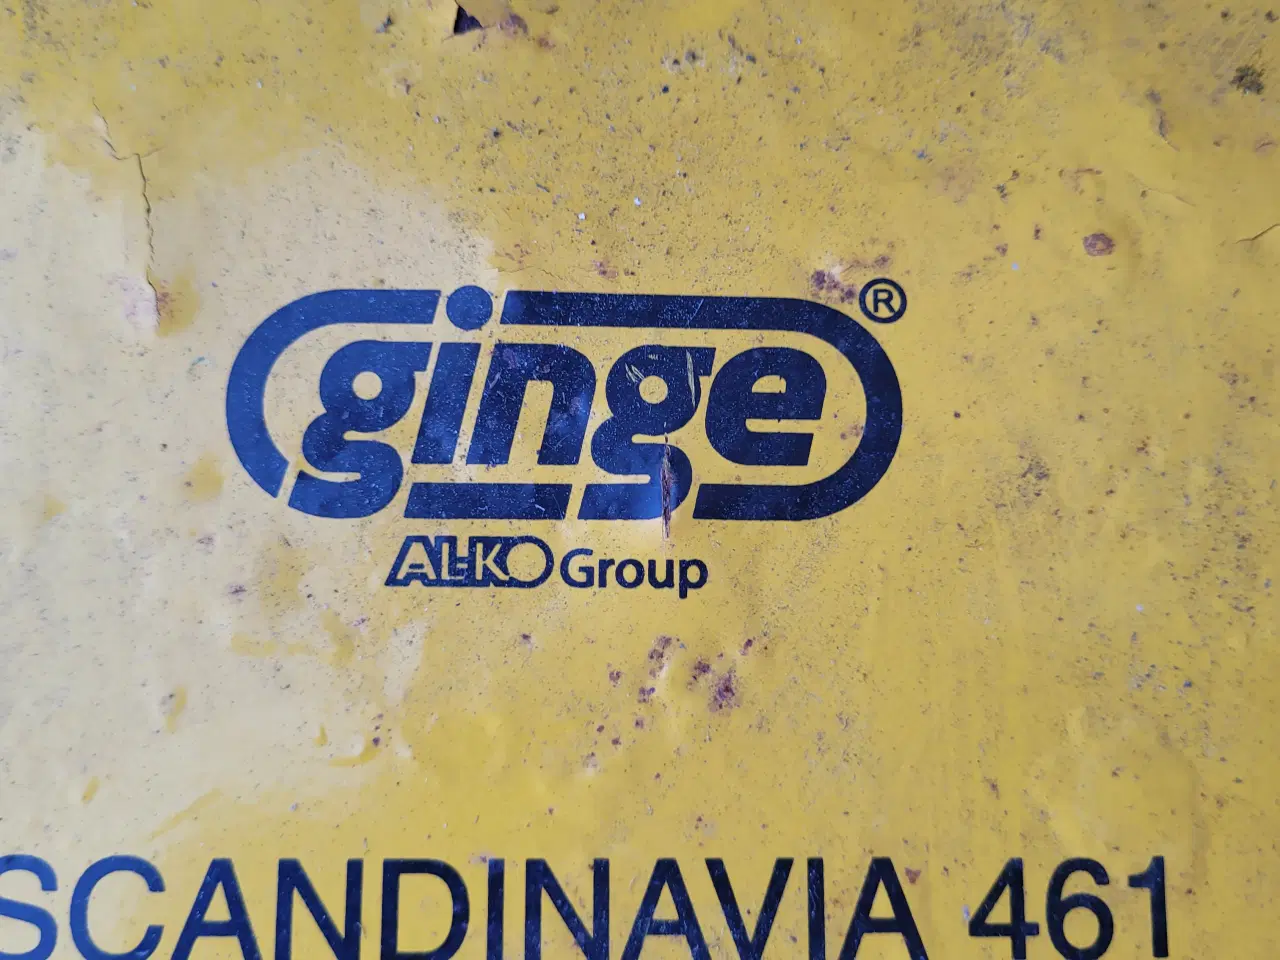 ginge®
AL-KO Group
SCANDINAVIA 461